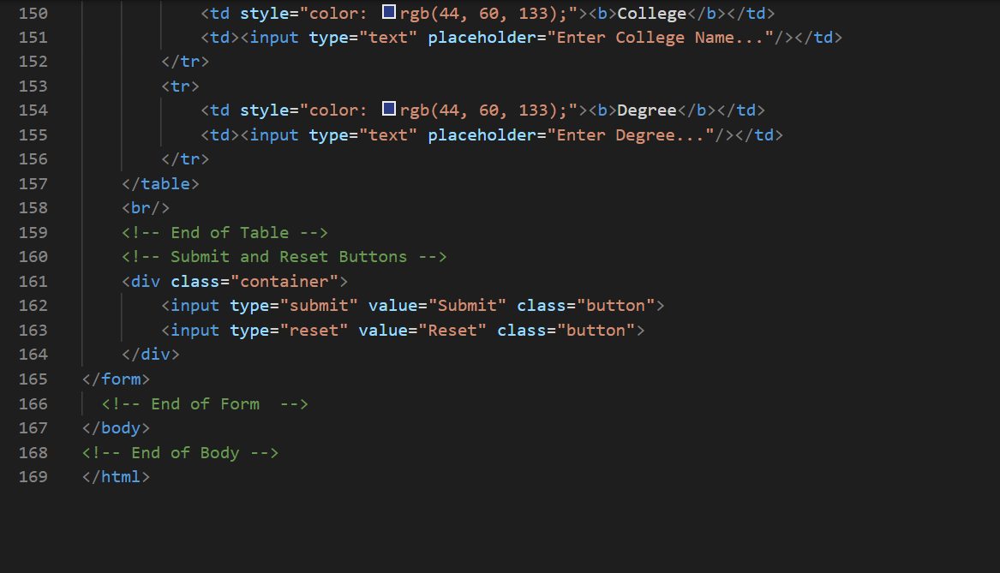 150 <td style="color: rgb(44, 60, 133);"><b>College</b></td>
151 <td><input type="text" placeholder="Enter College Name..."/></td>
152 </tr>
153 <tr>
154 <td style="color: rgb(44, 60, 133);"><b>Degree</b></td>
155 <td><input type="text" placeholder="Enter Degree..."/></td>
156 </tr>
157 </table>
158 <br/>
159 <!-- End of Table -->
160 <!-- Submit and Reset Buttons -->
161 <div class="container">
162 <input type="submit" value="Submit" class="button">
163 <input type="reset" value="Reset" class="button">
164 </div>
165 </form>
166 <!-- End of Form  -->
167 </body>
168 <!-- End of Body -->
169 </html>